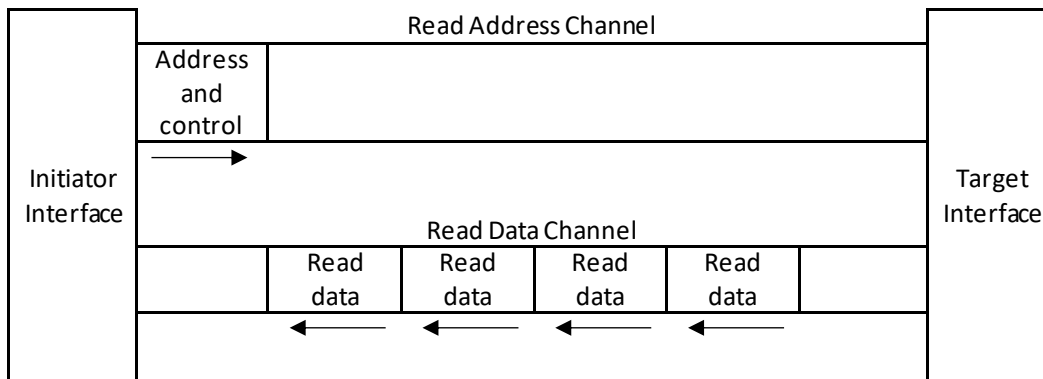 Read Address Channel
Address
and
control
Initiator
Interface
Target
Interface
Read Data Channel
Read
data
Read
data
Read
data
Read
data